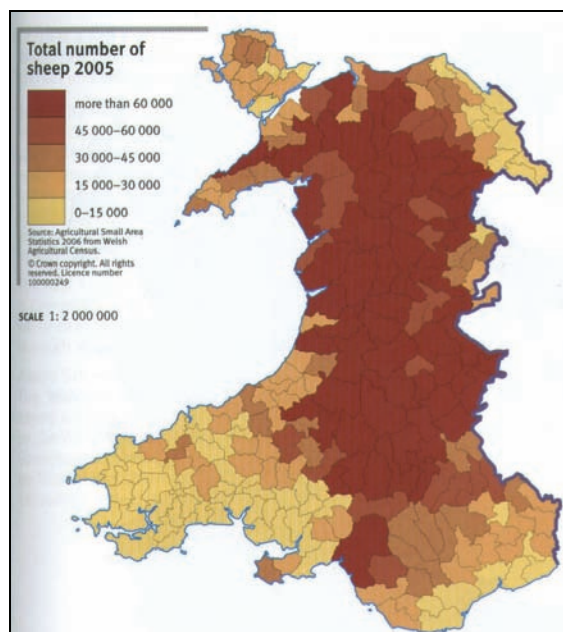 Total number of
sheep 2005
more than 60 000
45 000–60 000
30 000–45 000
15 000–30 000
0–15 000
Source: Agricultural Small Area
Statistics 2006 from Welsh
Agricultural Census.
© Crown copyright. All rights
reserved. Licence number
100000249
SCALE 1: 2 000 000